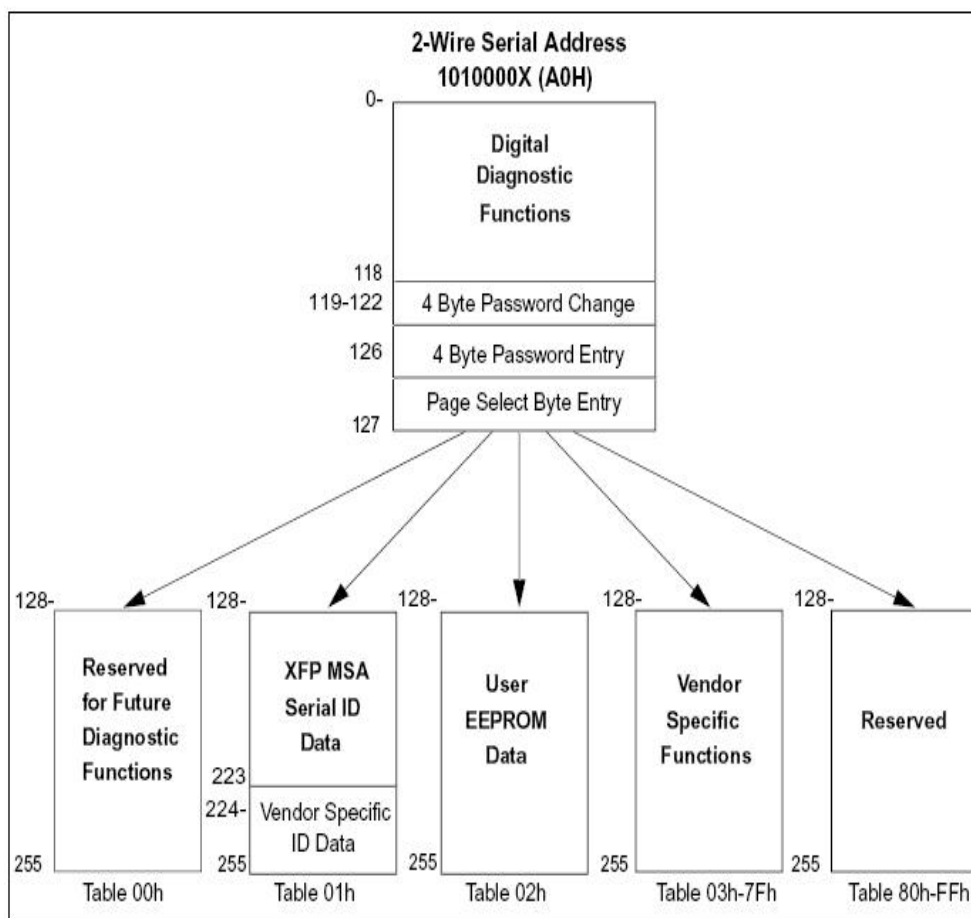 2-Wire Serial Address
1010000X (A0H)
0-
Digital
Diagnostic
Functions
118
119-122
4 Byte Password Change
126
4 Byte Password Entry
Page Select Byte Entry
127
128-
Reserved
for Future
Diagnostic
Functions
255
Table 00h
128-
XFP MSA
Serial ID
Data
223
224-
Vendor Specific
ID Data
255
Table 01h
128-
User
EEPROM
Data
255
Table 02h
128-
Vendor
Specific
Functions
255
Table 03h-7Fh
128-
Reserved
255
Table 80h-FFh